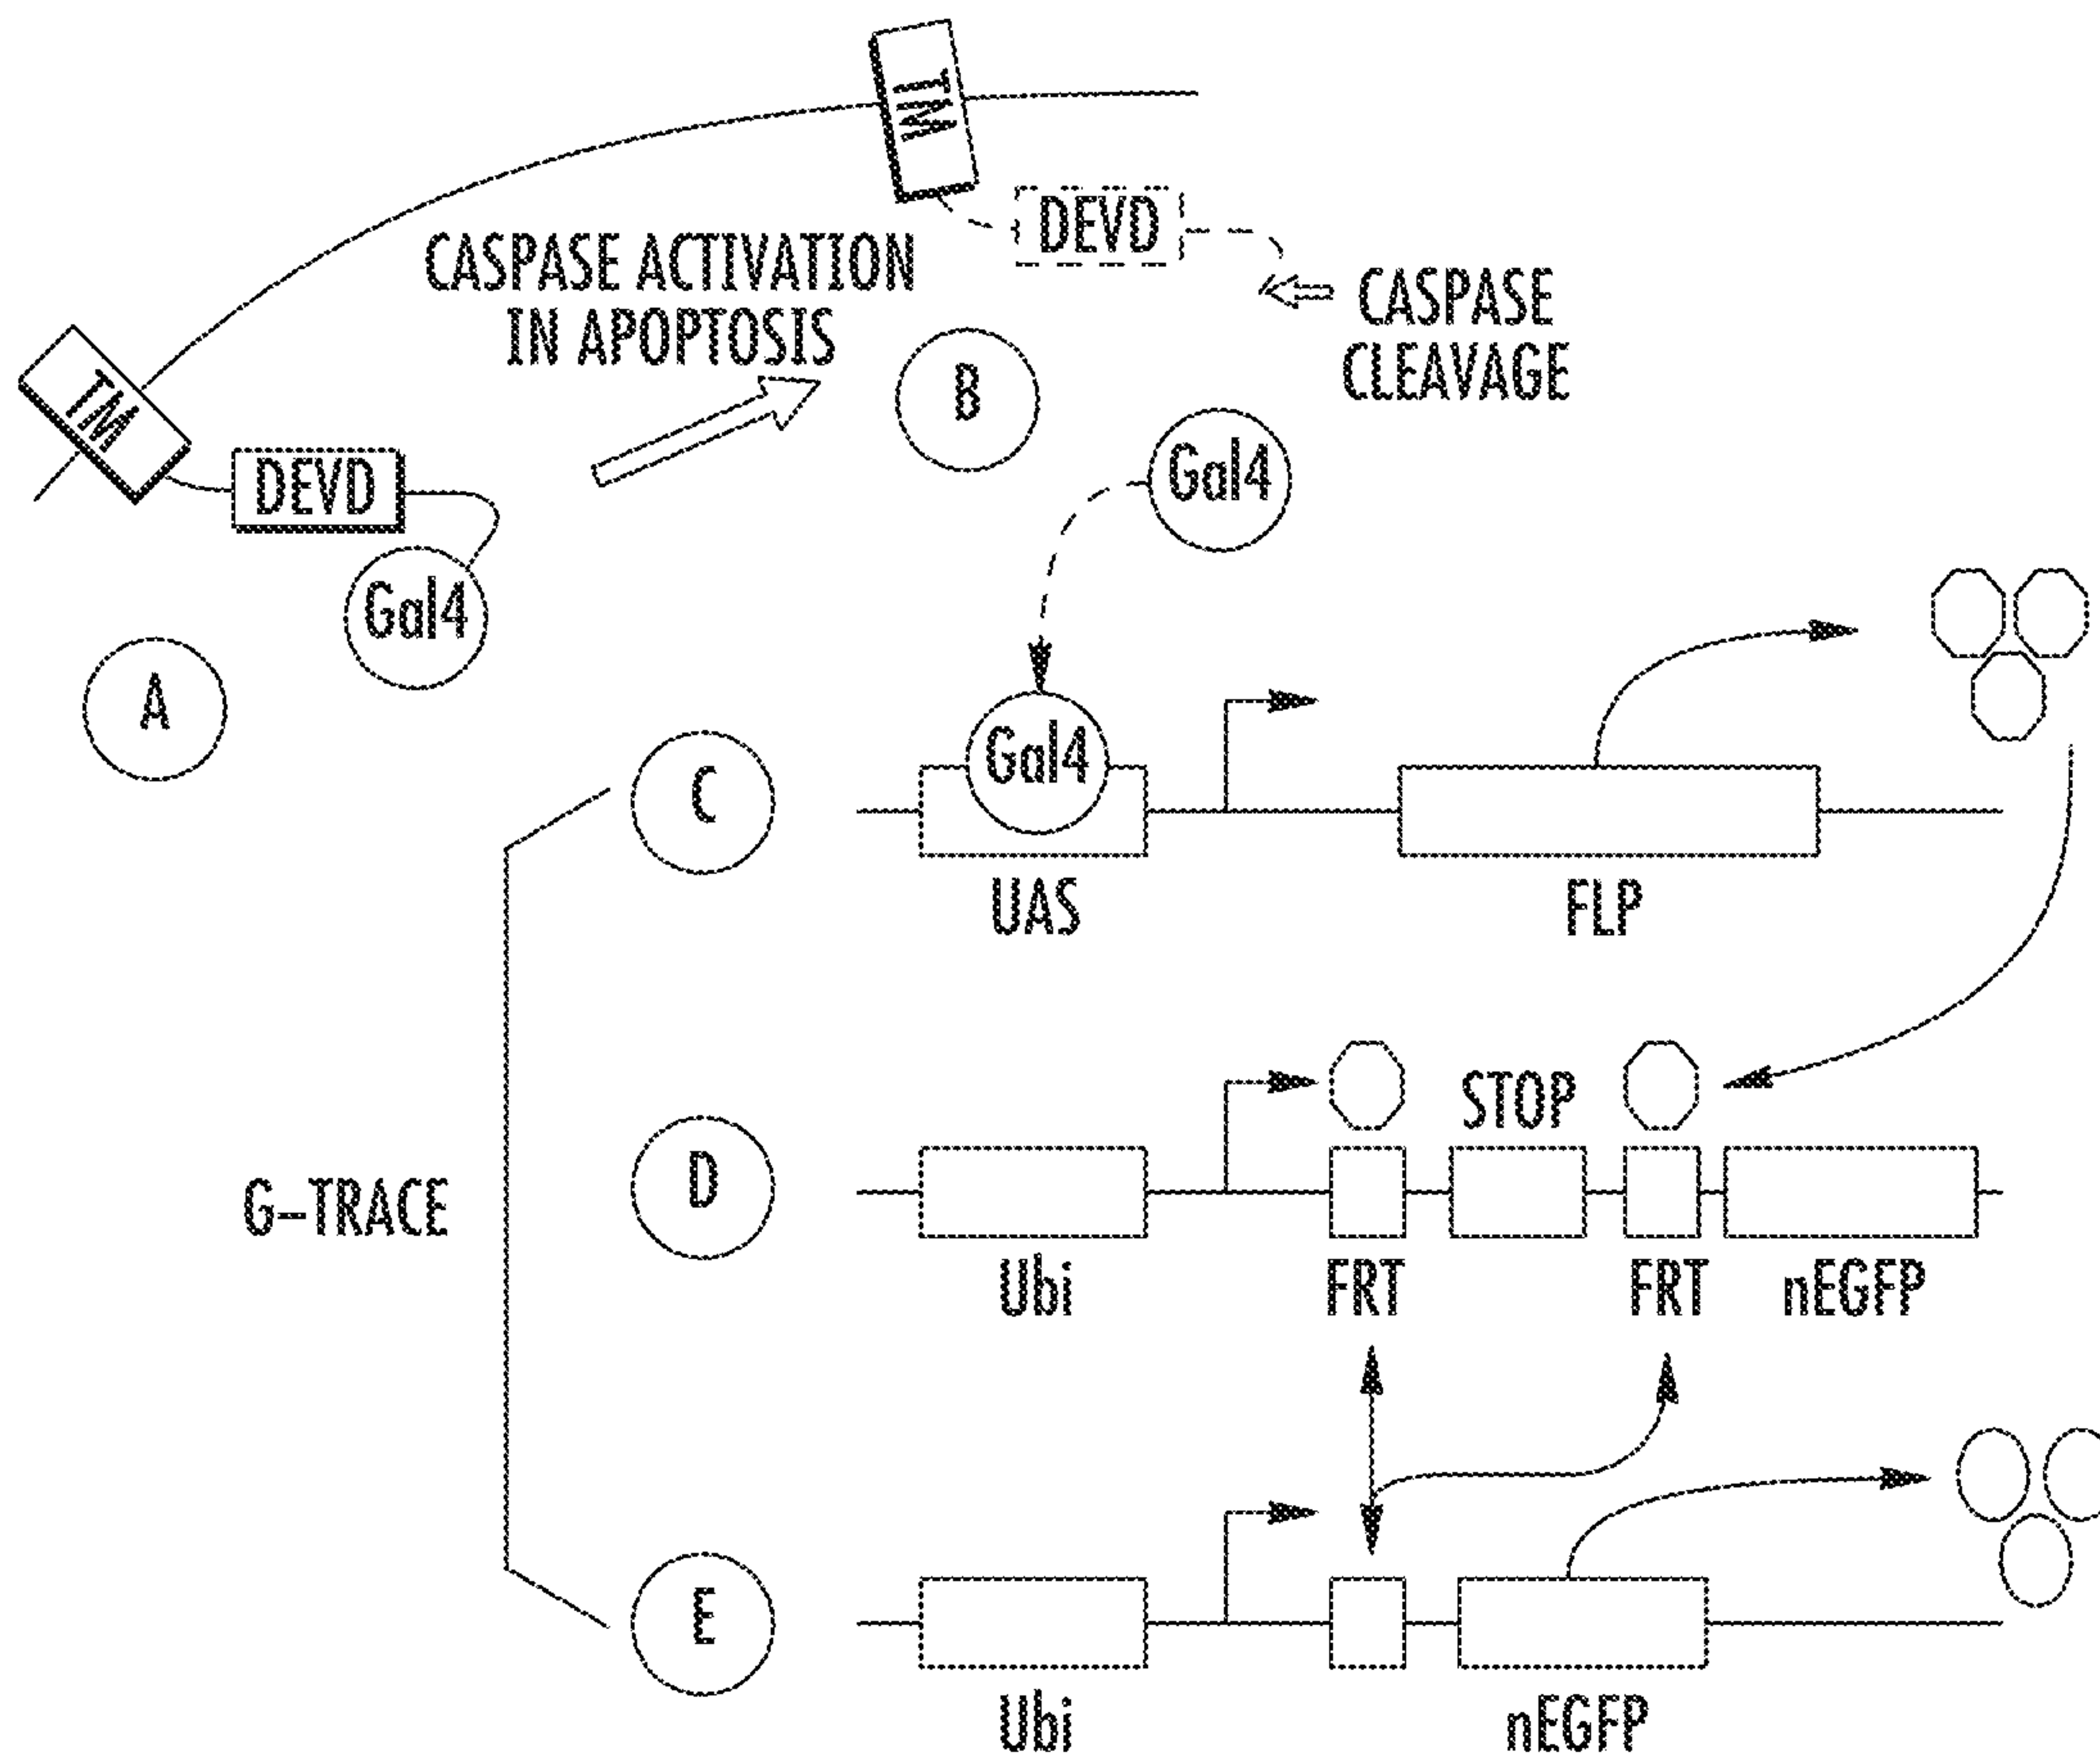 TM
DEVD
CASPASE ACTIVATION
IN APOPTOSIS
CASPASE
CLEAVAGE
TM
DEVD
Gal4
B
Gal4
A
C
Gal4
UAS
FLP
G-TRACE
D
STOP
Ubi
FRT
FRT
nEGFP
E
Ubi
nEGFP